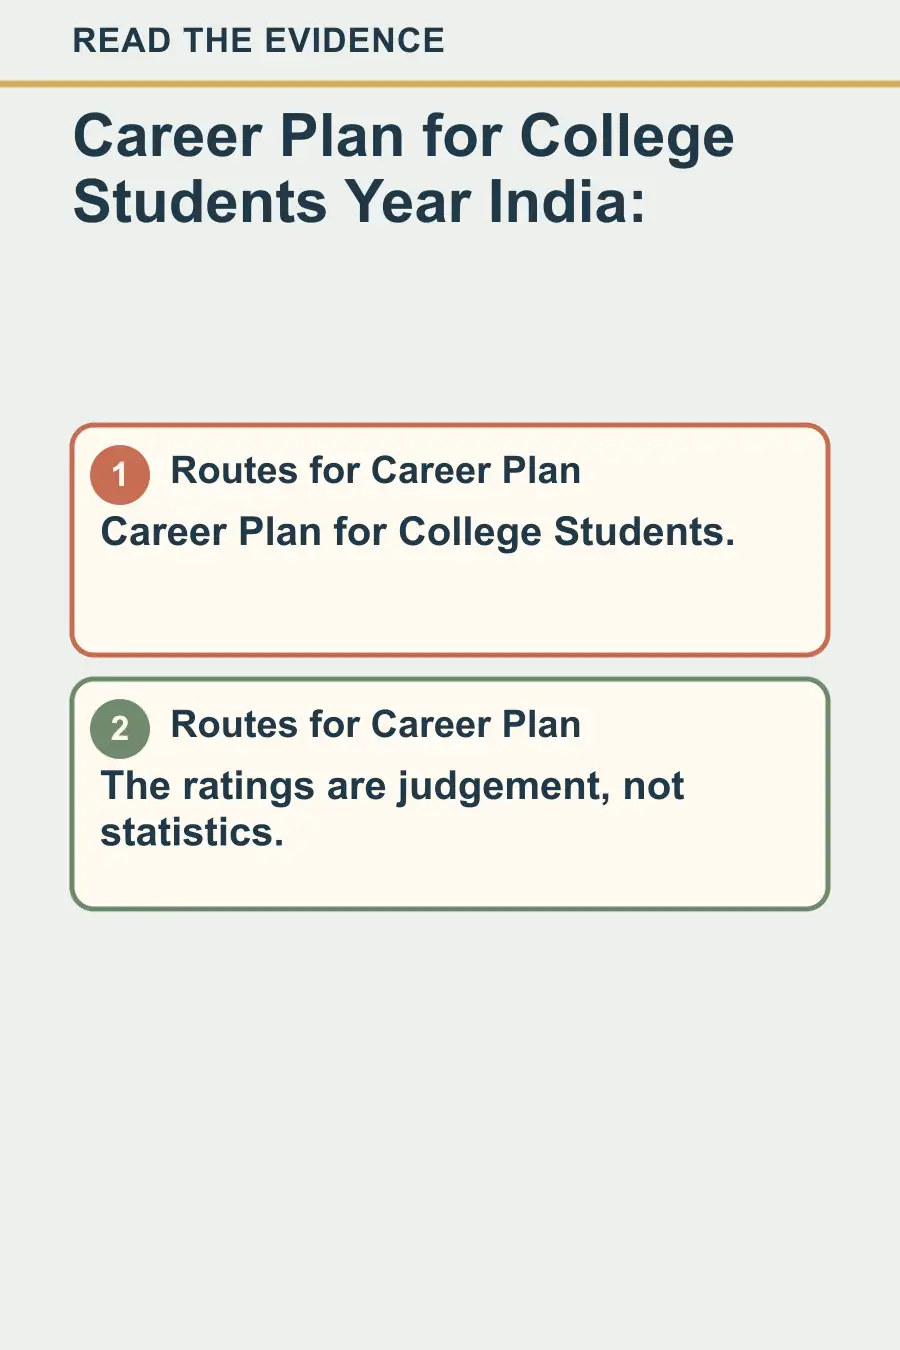 READ THE EVIDENCE
Career Plan for College
Students Year India:
1 Routes for Career Plan
Career Plan for College Students.
2 Routes for Career Plan
The ratings are judgement, not
statistics.